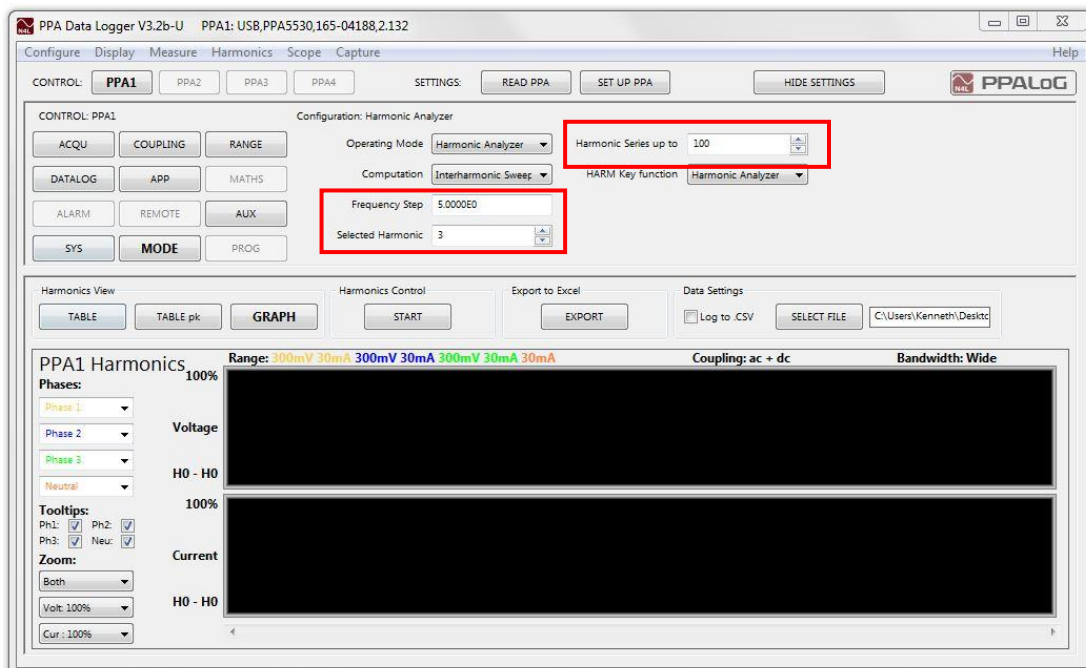 N4L PPA Data Logger V3.2b-U PPA1: USB,PPA5530,165-04188,2.132
Configure Display Measure Harmonics Scope Capture Help
CONTROL: PPA1 PPA2 PPA3 PPA4 SETTINGS: READ PPA SET UP PPA HIDE SETTINGS N4L PPALoG
CONTROL: PPA1 Configuration: Harmonic Analyzer
ACQU COUPLING RANGE Operating Mode Harmonic Analyzer Harmonic Series up to 100
DATALOG APP MATHS Computation Interharmonic Sweep HARM Key function Harmonic Analyzer
ALARM REMOTE AUX Frequency Step 5.0000E0
SYS MODE PROG Selected Harmonic 3
Harmonics View Harmonics Control Export to Excel Data Settings
TABLE TABLE pk GRAPH START EXPORT Log to .CSV SELECT FILE C:\Users\Kenneth\Desktc
PPA1 Harmonics Range: 300mV 30mA 300mV 30mA 300mV 30mA 30mA Coupling: ac + dc Bandwidth: Wide
100%
Phases:
Phase 1
Voltage
Phase 2
Phase 3
H0 - H0
Neutral
100%
Tooltips:
Ph1: Ph2:
Ph3: Neu:
Zoom: Current
Both
Volt: 100% H0 - H0
Cur : 100%